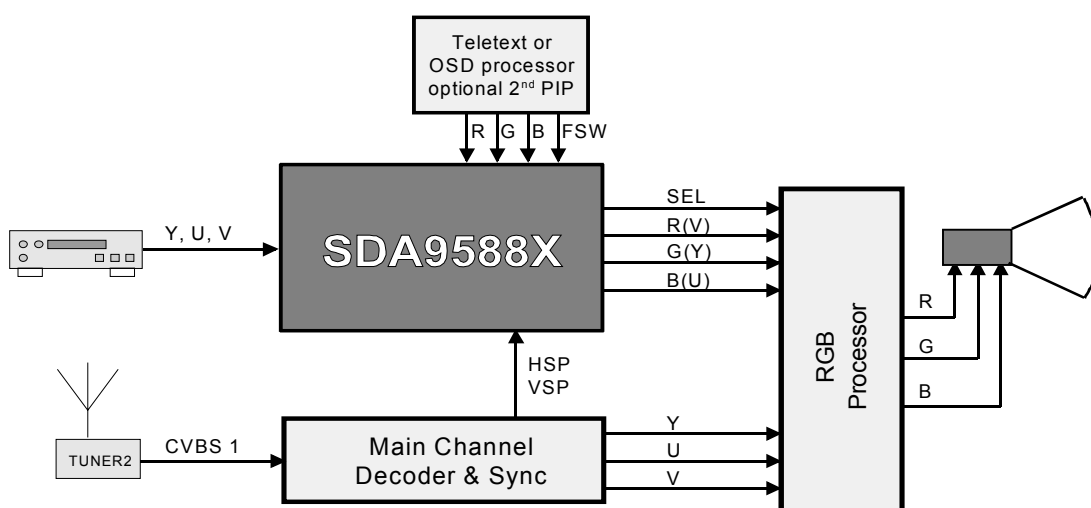 Teletext or
OSD processor
optional 2nd PIP
R G B FSW
SEL
R(V)
Y, U, V
SDA9588X
G(Y)
B(U)
R
HSP
VSP
RGB
Processor
G
B
TUNER2
CVBS 1
Main Channel
Decoder & Sync
Y
U
V